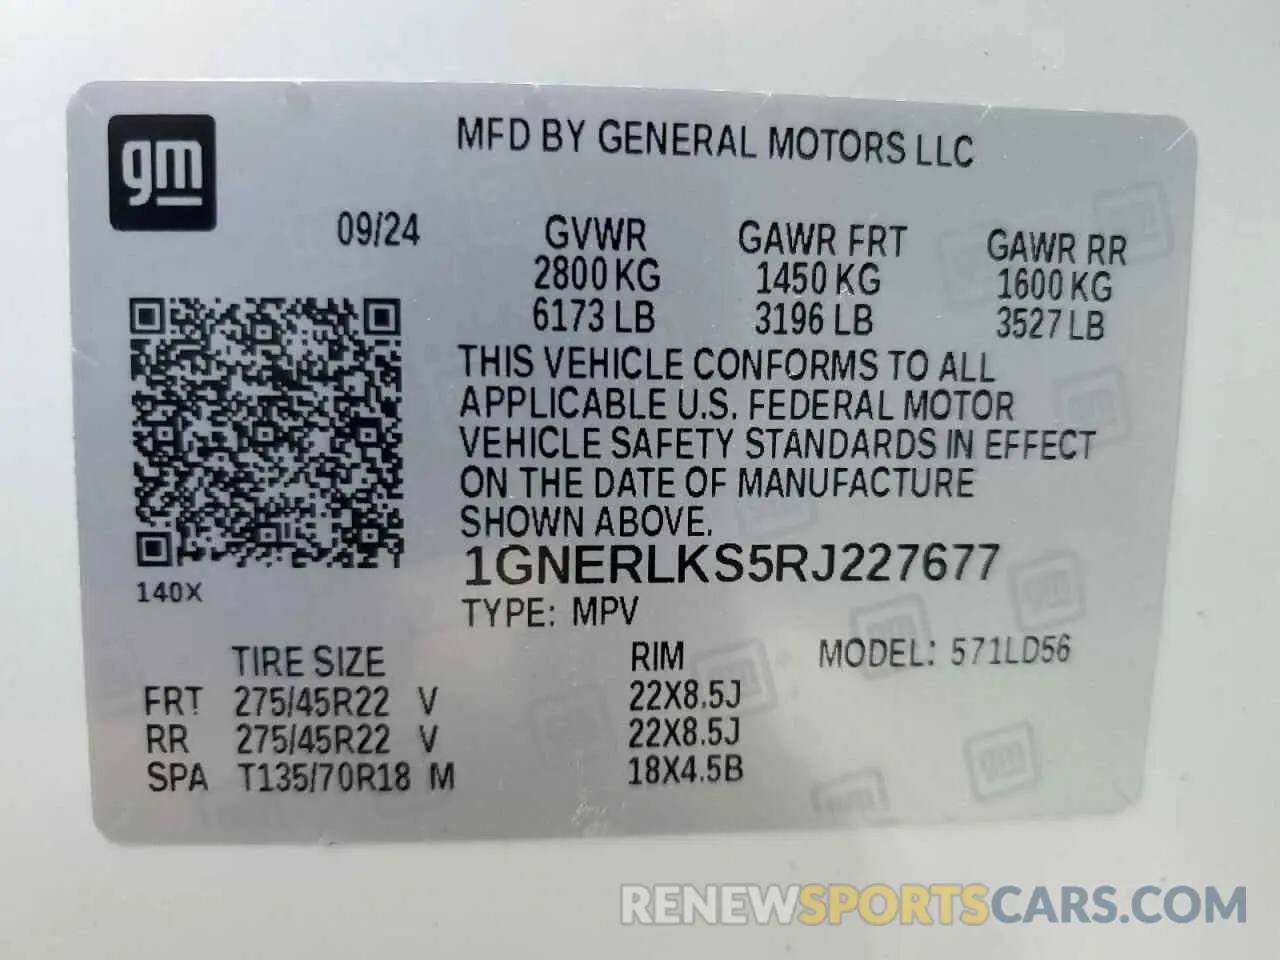 gm
MFD BY GENERAL MOTORS LLC
09/24 GVWR GAWR FRT GAWR RR
2800 KG 1450 KG 1600 KG
6173 LB 3196 LB 3527 LB
THIS VEHICLE CONFORMS TO ALL
APPLICABLE U.S. FEDERAL MOTOR
VEHICLE SAFETY STANDARDS IN EFFECT
ON THE DATE OF MANUFACTURE
SHOWN ABOVE.
1GNERLKS5RJ227677
140X
TYPE: MPV
TIRE SIZE RIM MODEL: 571LD56
FRT 275/45R22 V 22X8.5J
RR 275/45R22 V 22X8.5J
SPA T135/70R18 M 18X4.5B
RENEWSPORTSCARS.COM